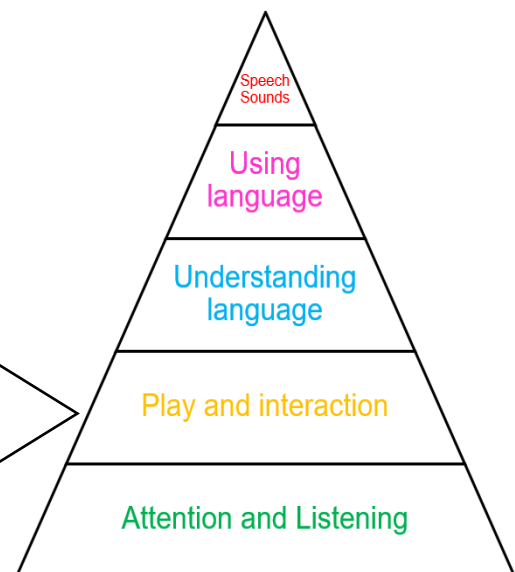 Speech
Sounds
Using
language
Understanding
language
Play and interaction
Attention and Listening